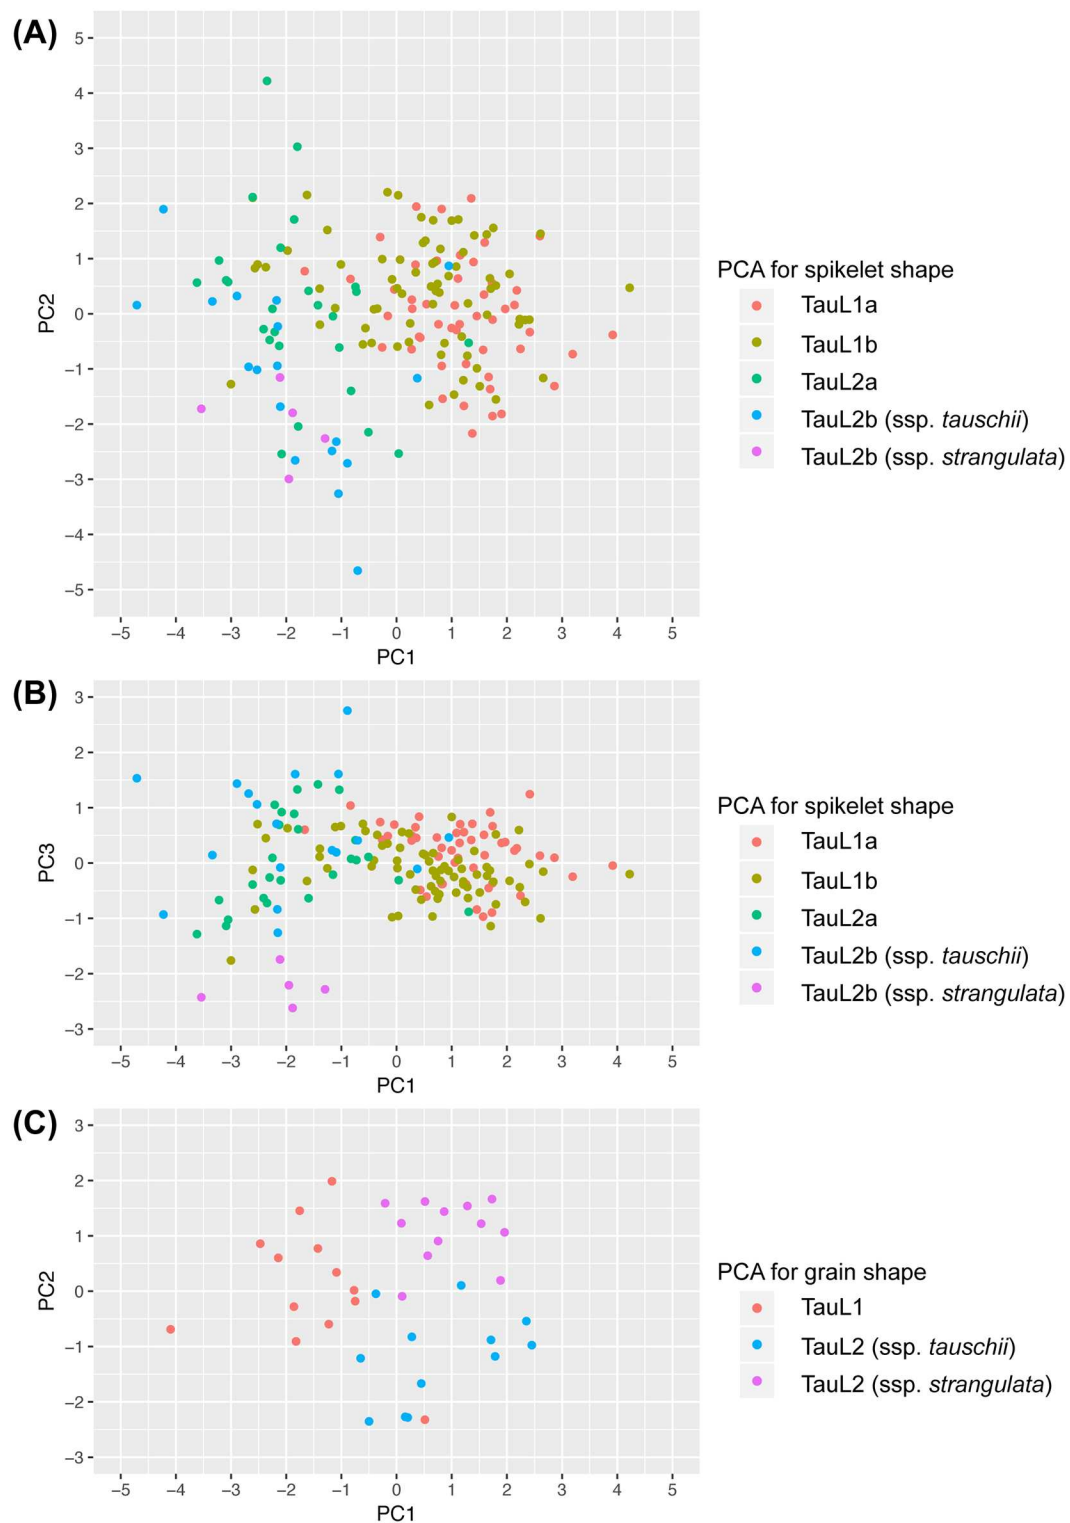 (A)
5
4
3
2
1
0
−1
−2
−3
−4
−5
PC2
−5 −4 −3 −2 −1 0 1 2 3 4 5
PC1
PCA for spikelet shape
TauL1a
TauL1b
TauL2a
TauL2b (ssp. tauschii)
TauL2b (ssp. strangulata)
(B)
3
2
1
0
−1
−2
−3
PC3
−5 −4 −3 −2 −1 0 1 2 3 4 5
PC1
PCA for spikelet shape
TauL1a
TauL1b
TauL2a
TauL2b (ssp. tauschii)
TauL2b (ssp. strangulata)
(C)
3
2
1
0
−1
−2
−3
PC2
−5 −4 −3 −2 −1 0 1 2 3 4 5
PC1
PCA for grain shape
TauL1
TauL2 (ssp. tauschii)
TauL2 (ssp. strangulata)